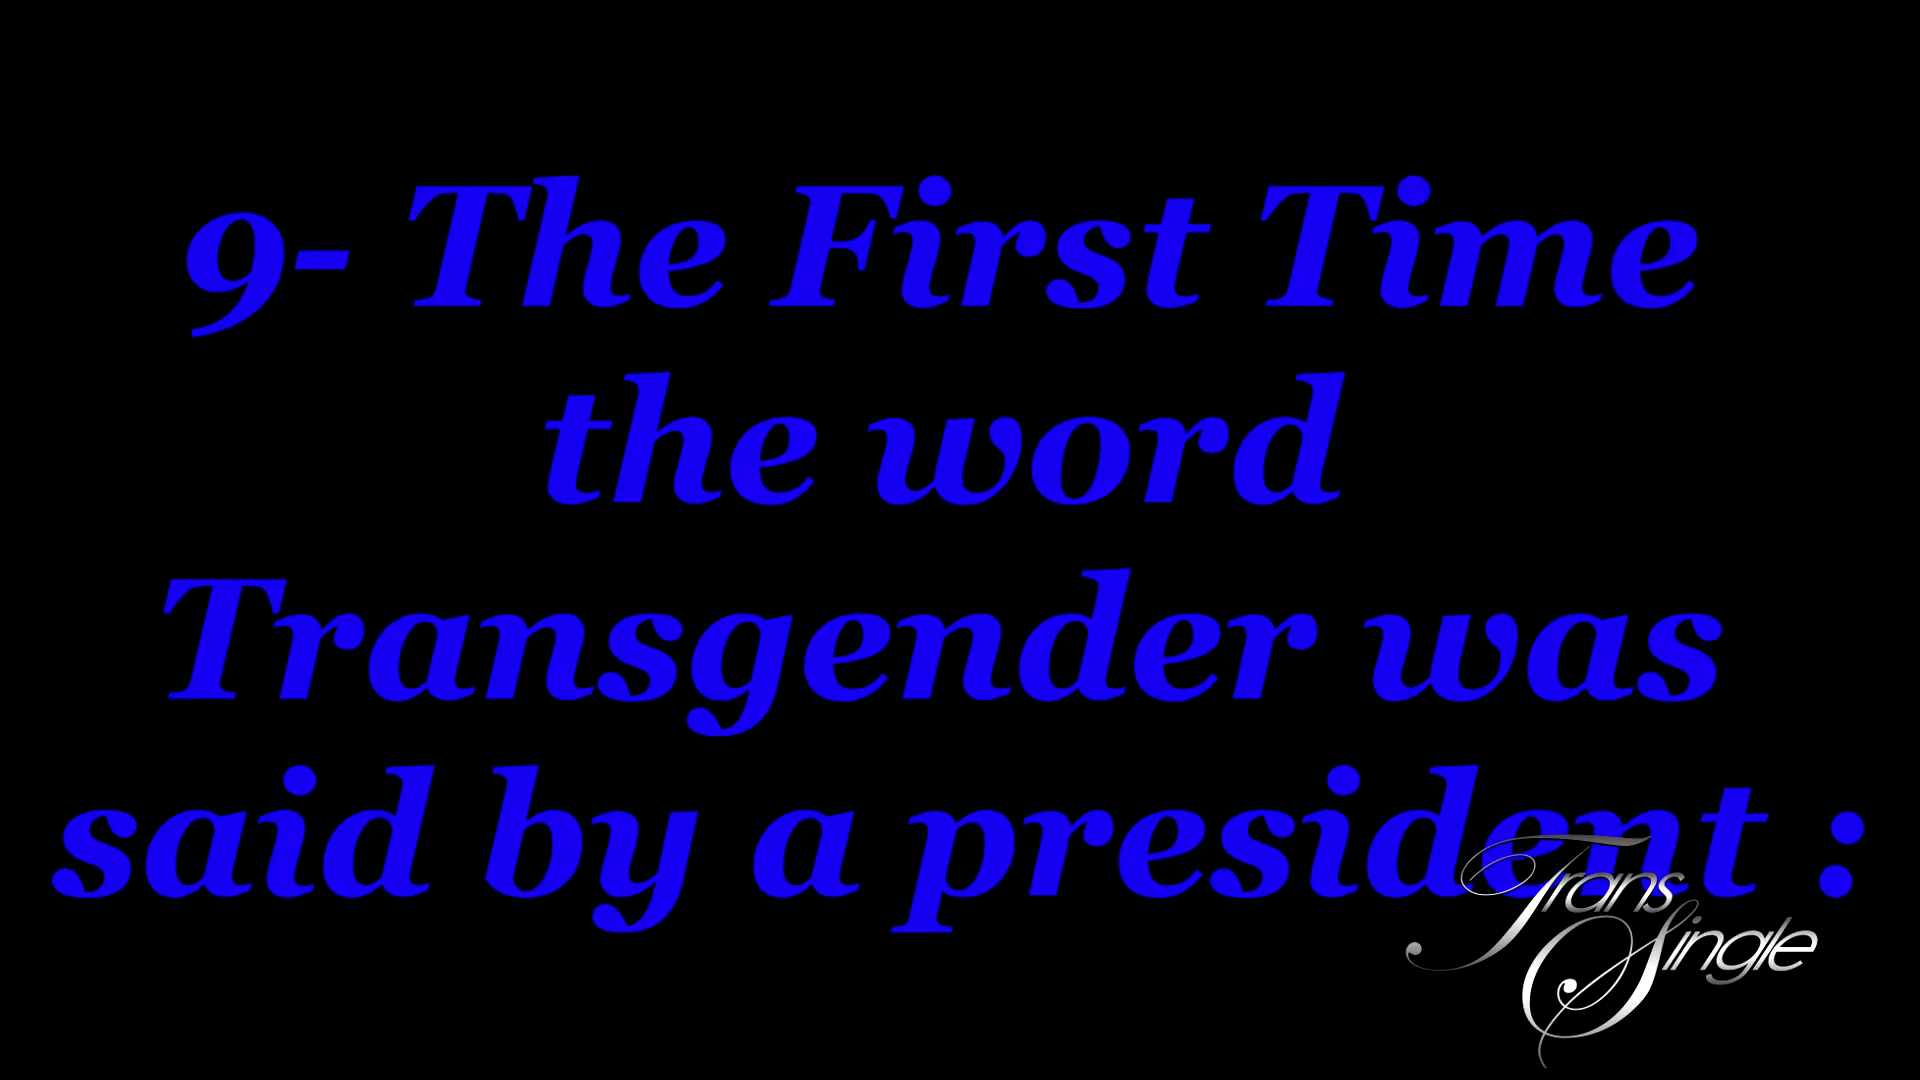 9- The First Time
the word
Transgender was
said by a president :
Trans
Single